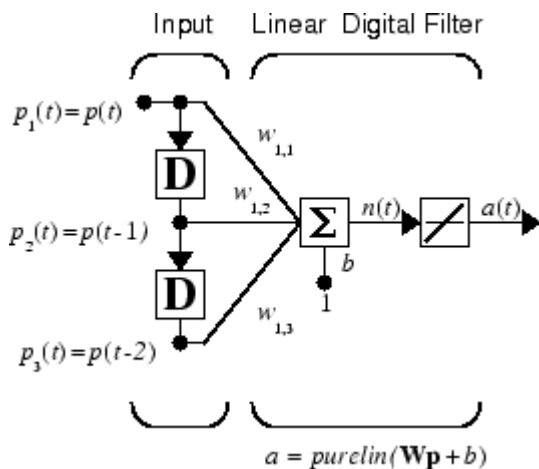 Input Linear Digital Filter
p₁(t)=p(t)
w₁,₁
D
w₁,₂
n(t) a(t)
p₂(t)=p(t-1)
Σ
b
D
1
w₁,₃
p₃(t)=p(t-2)
a = purelin(Wp+b)